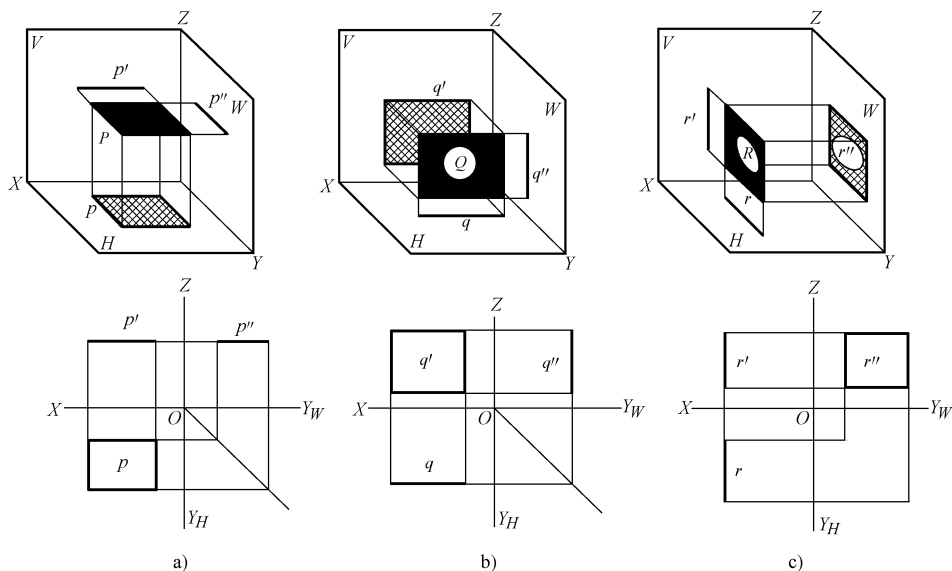 Z
V
p′
p″
W
P
X
p
H
Y
Z
V
q′
W
Q
q″
X
q
H
Y
Z
V
W
r′
R
r″
X
r
H
Y
Z
p′
p″
X
O
Y_W
p
Y_H
a)
Z
q′
q″
X
O
Y_W
q
Y_H
b)
Z
r′
r″
X
O
Y_W
r
Y_H
c)